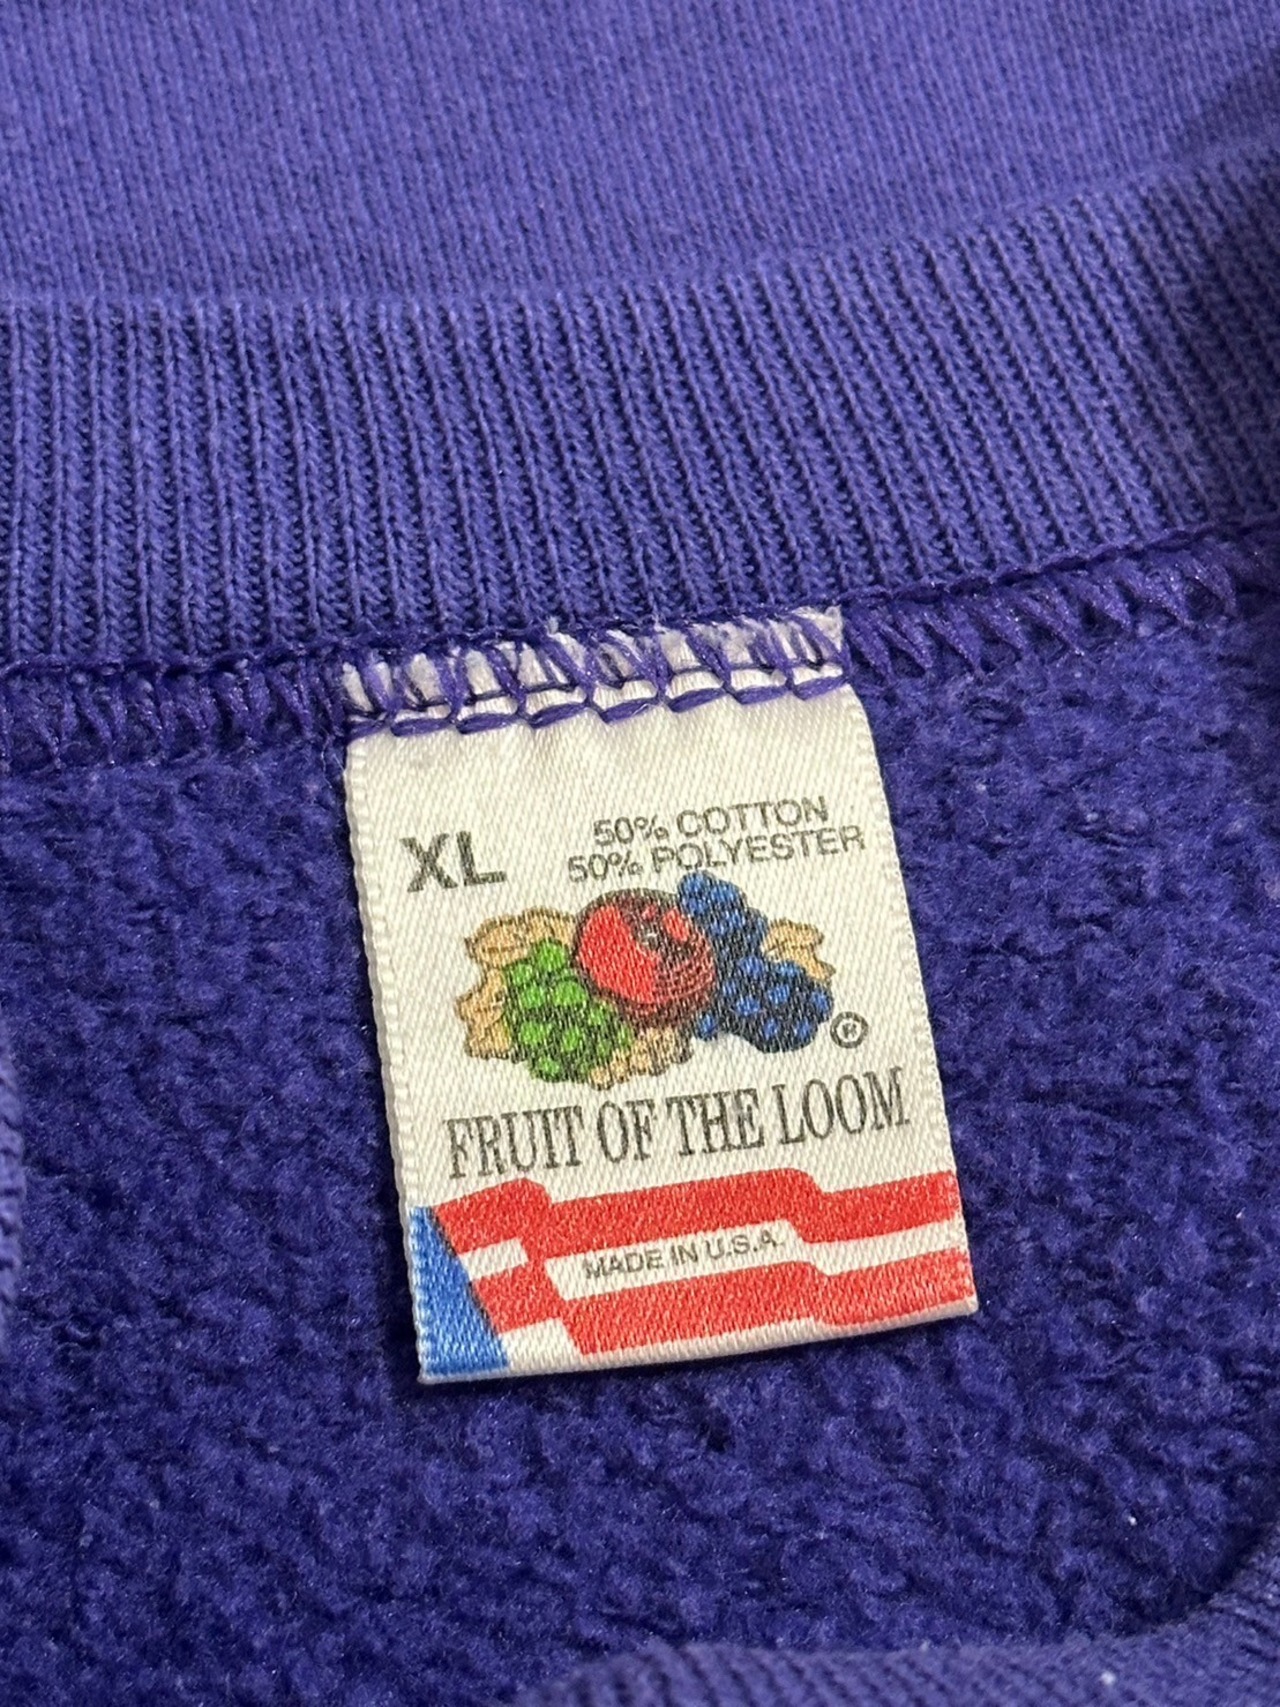 XL
50% COTTON
50% POLYESTER
®
FRUIT OF THE LOOM
MADE IN U.S.A.